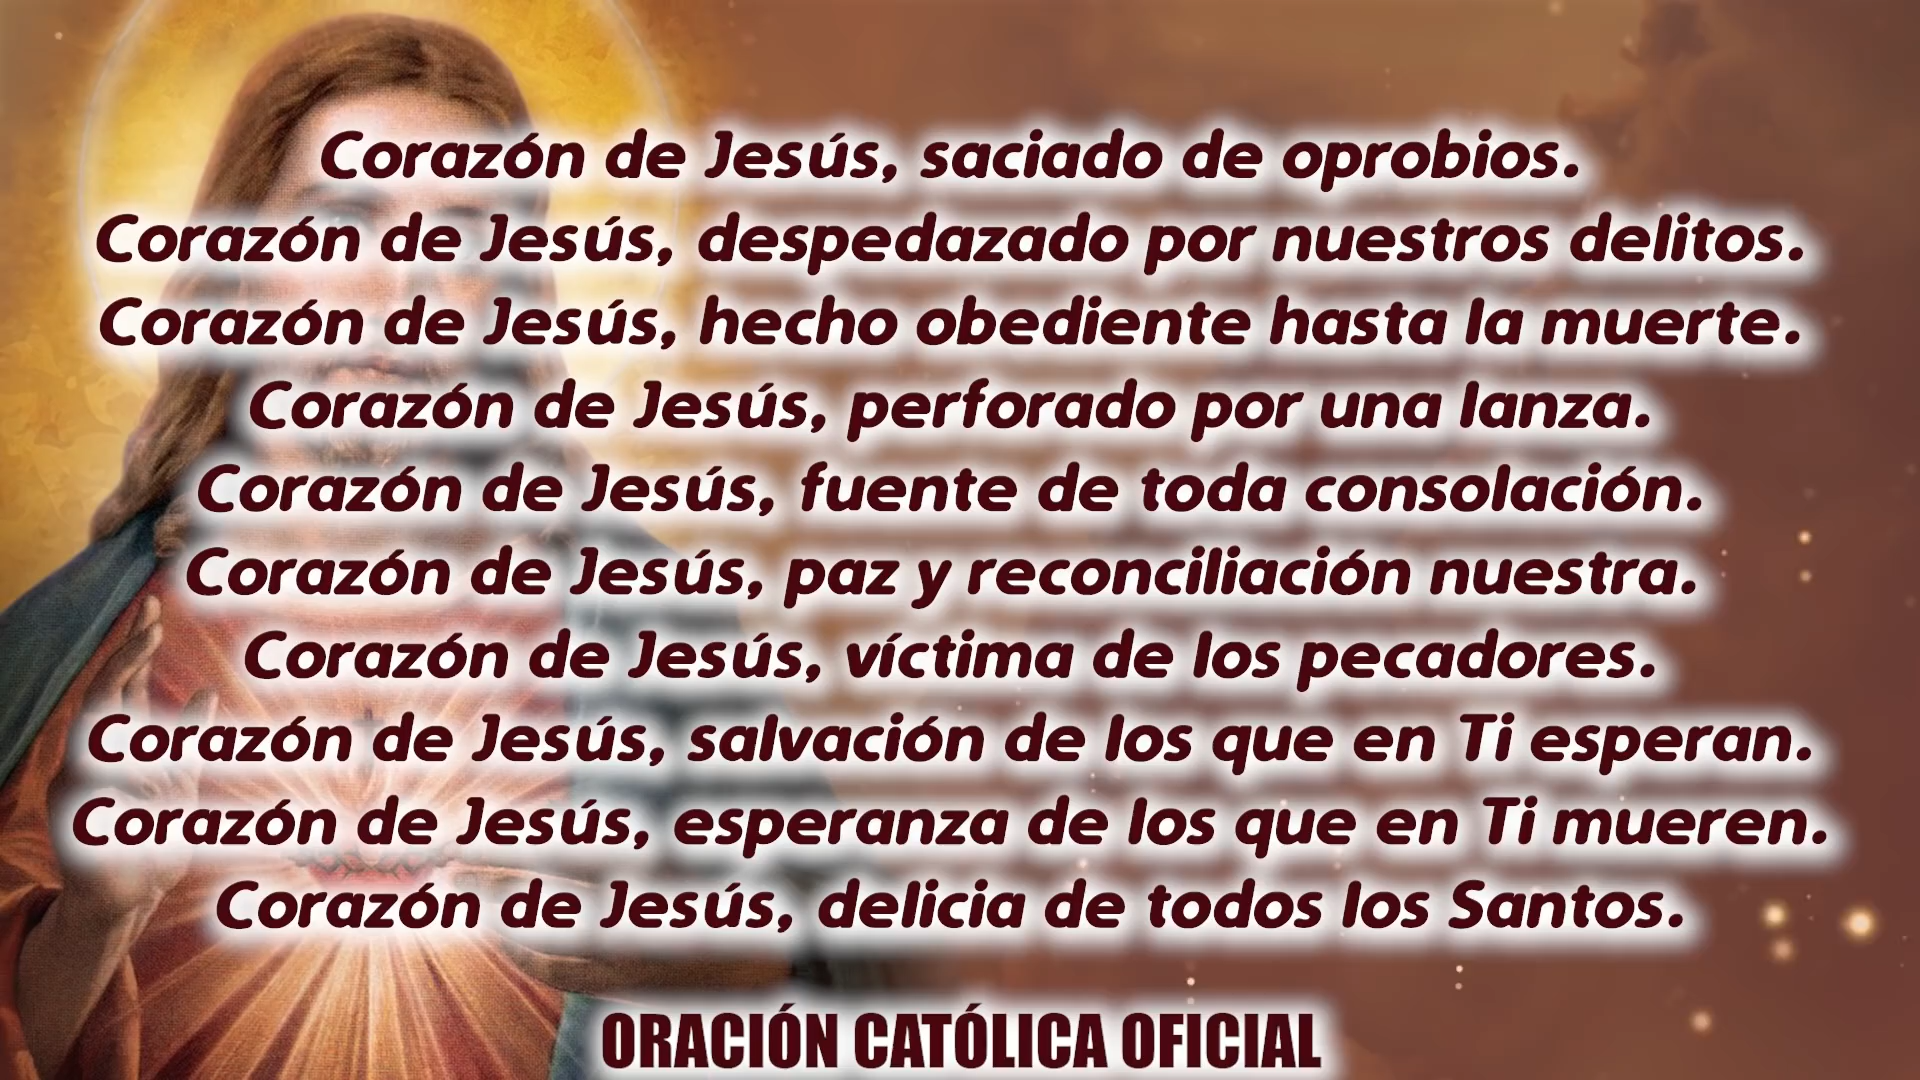 Corazón de Jesús, saciado de oprobios.
Corazón de Jesús, despedazado por nuestros delitos.
Corazón de Jesús, hecho obediente hasta la muerte.
Corazón de Jesús, perforado por una lanza.
Corazón de Jesús, fuente de toda consolación.
Corazón de Jesús, paz y reconciliación nuestra.
Corazón de Jesús, víctima de los pecadores.
Corazón de Jesús, salvación de los que en Ti esperan.
Corazón de Jesús, esperanza de los que en Ti mueren.
Corazón de Jesús, delicia de todos los Santos.
ORACIÓN CATÓLICA OFICIAL